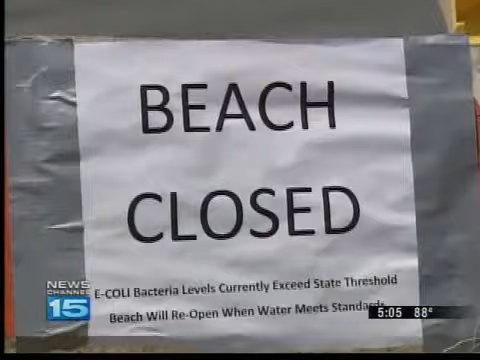 BEACH
CLOSED
E-COLI Bacteria Levels Currently Exceed State Threshold
Beach Will Re-Open When Water Meets Standards
NEWS
CHANNEL
15
5:05 88°